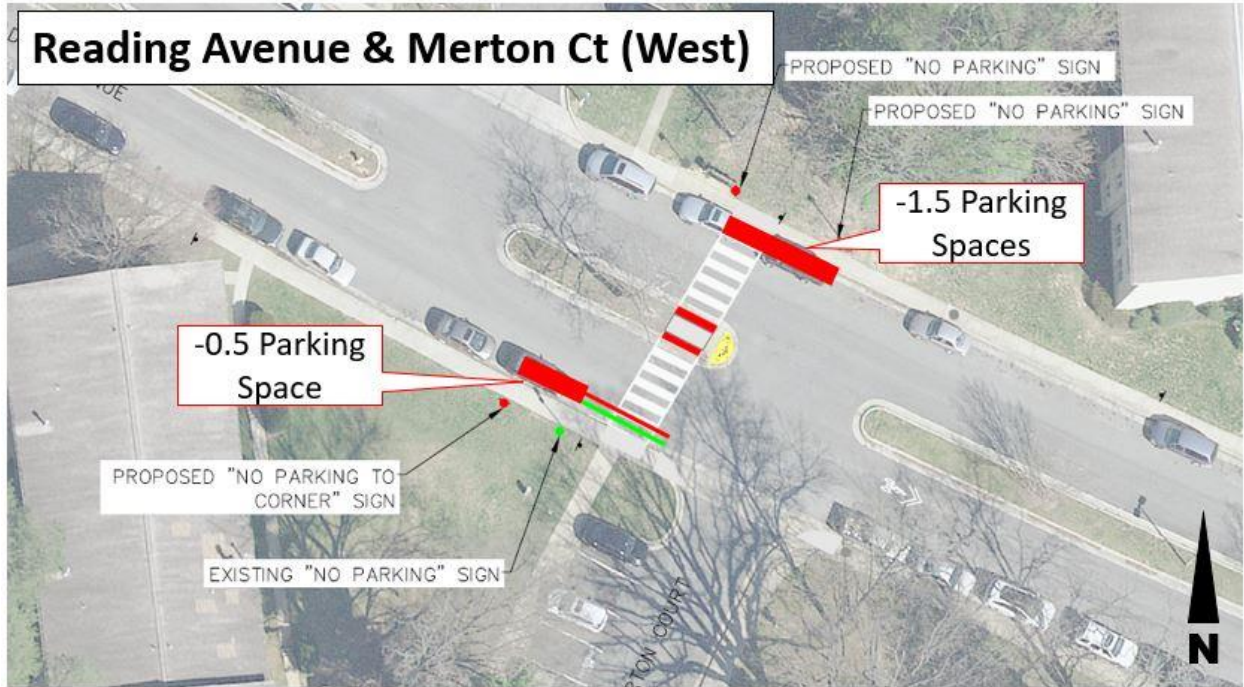 Reading Avenue & Merton Ct (West)
PROPOSED "NO PARKING" SIGN
PROPOSED "NO PARKING" SIGN
-1.5 Parking
Spaces
-0.5 Parking
Space
PROPOSED "NO PARKING TO
CORNER" SIGN
EXISTING "NO PARKING" SIGN
COURT
N